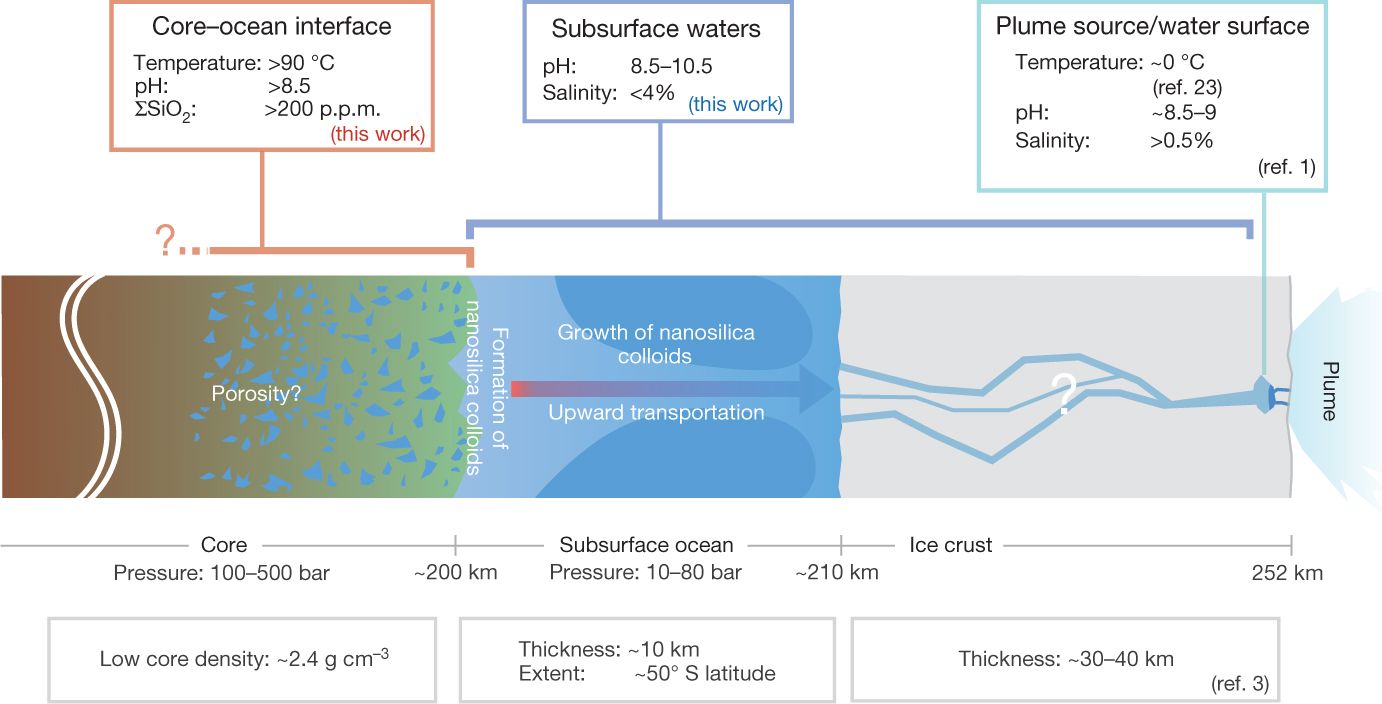 Core–ocean interface
Temperature: >90 °C
pH: >8.5
ΣSiO₂: >200 p.p.m.
(this work)
Subsurface waters
pH: 8.5–10.5
Salinity: <4%
(this work)
Plume source/water surface
Temperature: ~0 °C
(ref. 23)
pH: ~8.5–9
Salinity: >0.5%
(ref. 1)
?
Porosity?
Formation of
nanosilica colloids
Growth of nanosilica
colloids
Upward transportation
?
Plume
Core
Subsurface ocean
Ice crust
Pressure: 100–500 bar
~200 km
Pressure: 10–80 bar
~210 km
252 km
Low core density: ~2.4 g cm⁻³
Thickness: ~10 km
Extent: ~50° S latitude
Thickness: ~30–40 km
(ref. 3)